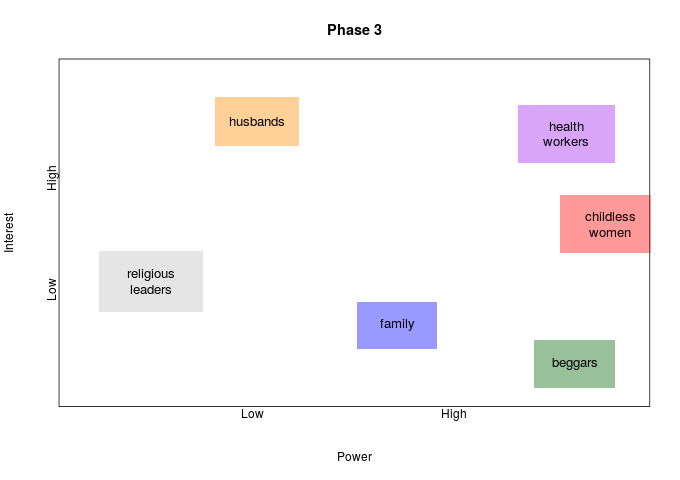 Phase 3
husbands
health
workers
High
childless
women
Interest
religious
leaders
Low
family
beggars
Low
High
Power